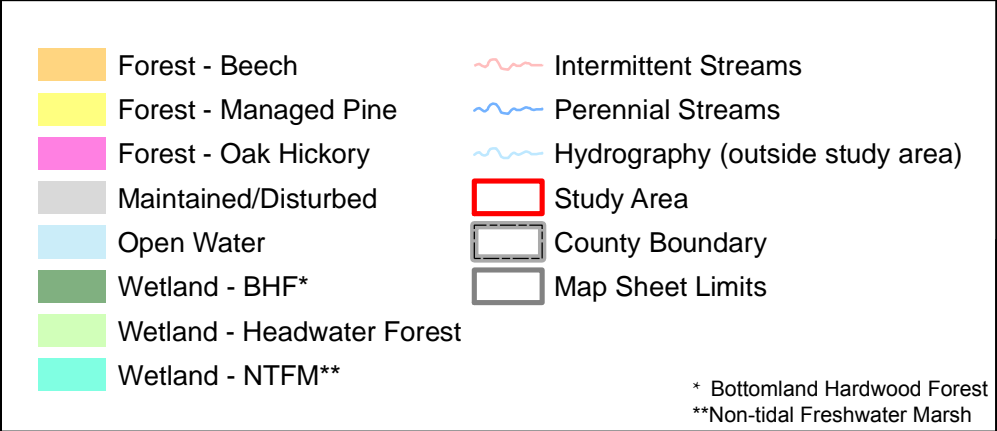 Forest - Beech
Forest - Managed Pine
Forest - Oak Hickory
Maintained/Disturbed
Open Water
Wetland - BHF*
Wetland - Headwater Forest
Wetland - NTFM**
Intermittent Streams
Perennial Streams
Hydrography (outside study area)
Study Area
County Boundary
Map Sheet Limits
* Bottomland Hardwood Forest
**Non-tidal Freshwater Marsh